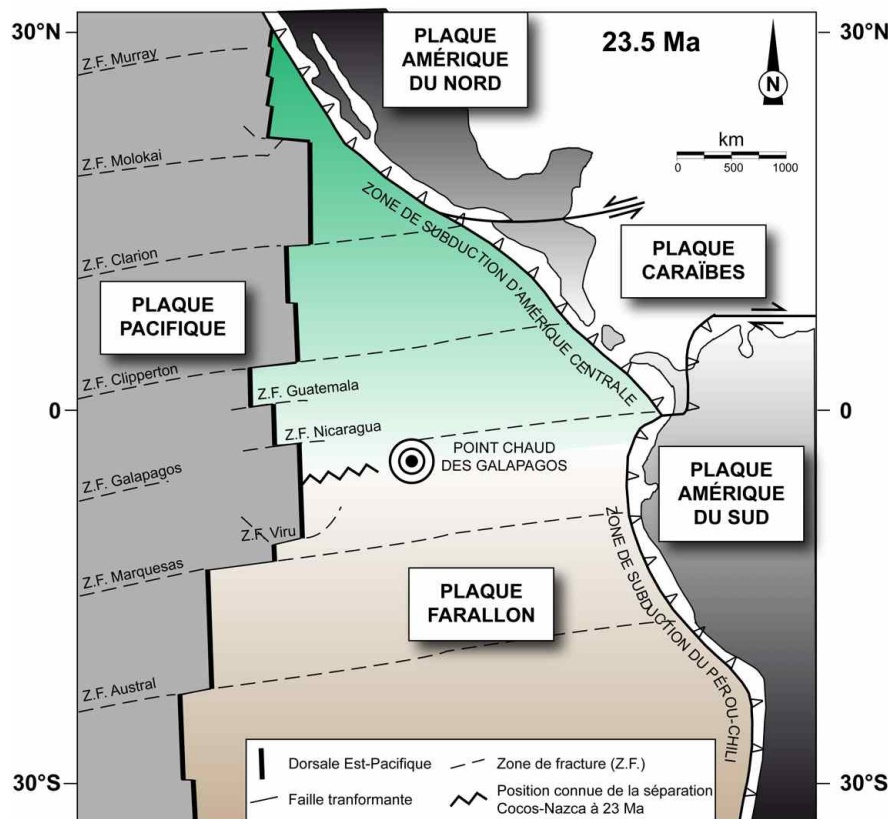 30°N
30°N
PLAQUE
AMÉRIQUE
DU NORD
23.5 Ma
N
km
0 500 1000
Z.F. Murray
Z.F. Molokai
Z.F. Clarion
ZONE DE SUBDUCTION D'AMÉRIQUE CENTRALE
PLAQUE
CARAÏBES
PLAQUE
PACIFIQUE
Z.F. Clipperton
Z.F. Guatemala
0
0
Z.F. Nicaragua
POINT CHAUD
DES GALAPAGOS
Z.F. Galapagos
PLAQUE
AMÉRIQUE
DU SUD
Z.F. Viru
Z.F. Marquesas
PLAQUE
FARALLON
ZONE DE SUBDUCTION DU PÉROU-CHILI
Z.F. Austral
Dorsale Est-Pacifique
Zone de fracture (Z.F.)
Faille tranformante
Position connue de la séparation
Cocos-Nazca à 23 Ma
30°S
30°S